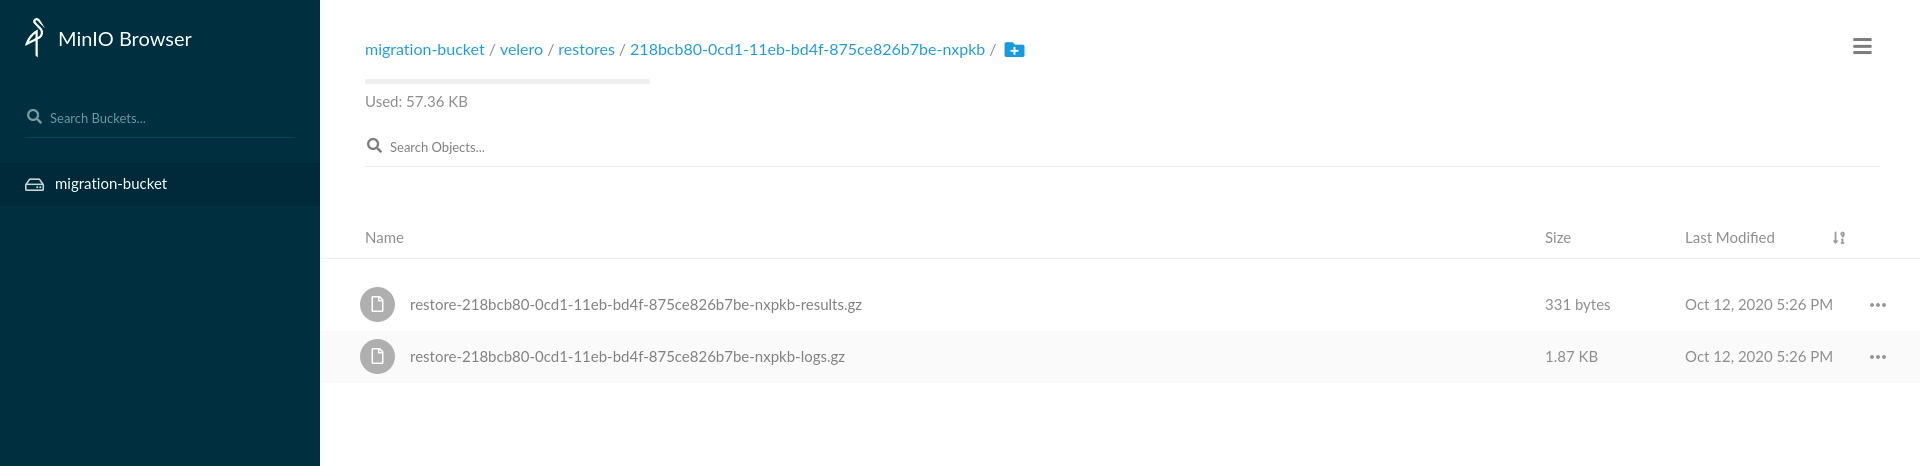 MinIO Browser
Search Buckets...
migration-bucket
migration-bucket / velero / restores / 218bcb80-0cd1-11eb-bd4f-875ce826b7be-nxpkb /
Used: 57.36 KB
Search Objects...
Name Size Last Modified
restore-218bcb80-0cd1-11eb-bd4f-875ce826b7be-nxpkb-results.gz 331 bytes Oct 12, 2020 5:26 PM
restore-218bcb80-0cd1-11eb-bd4f-875ce826b7be-nxpkb-logs.gz 1.87 KB Oct 12, 2020 5:26 PM